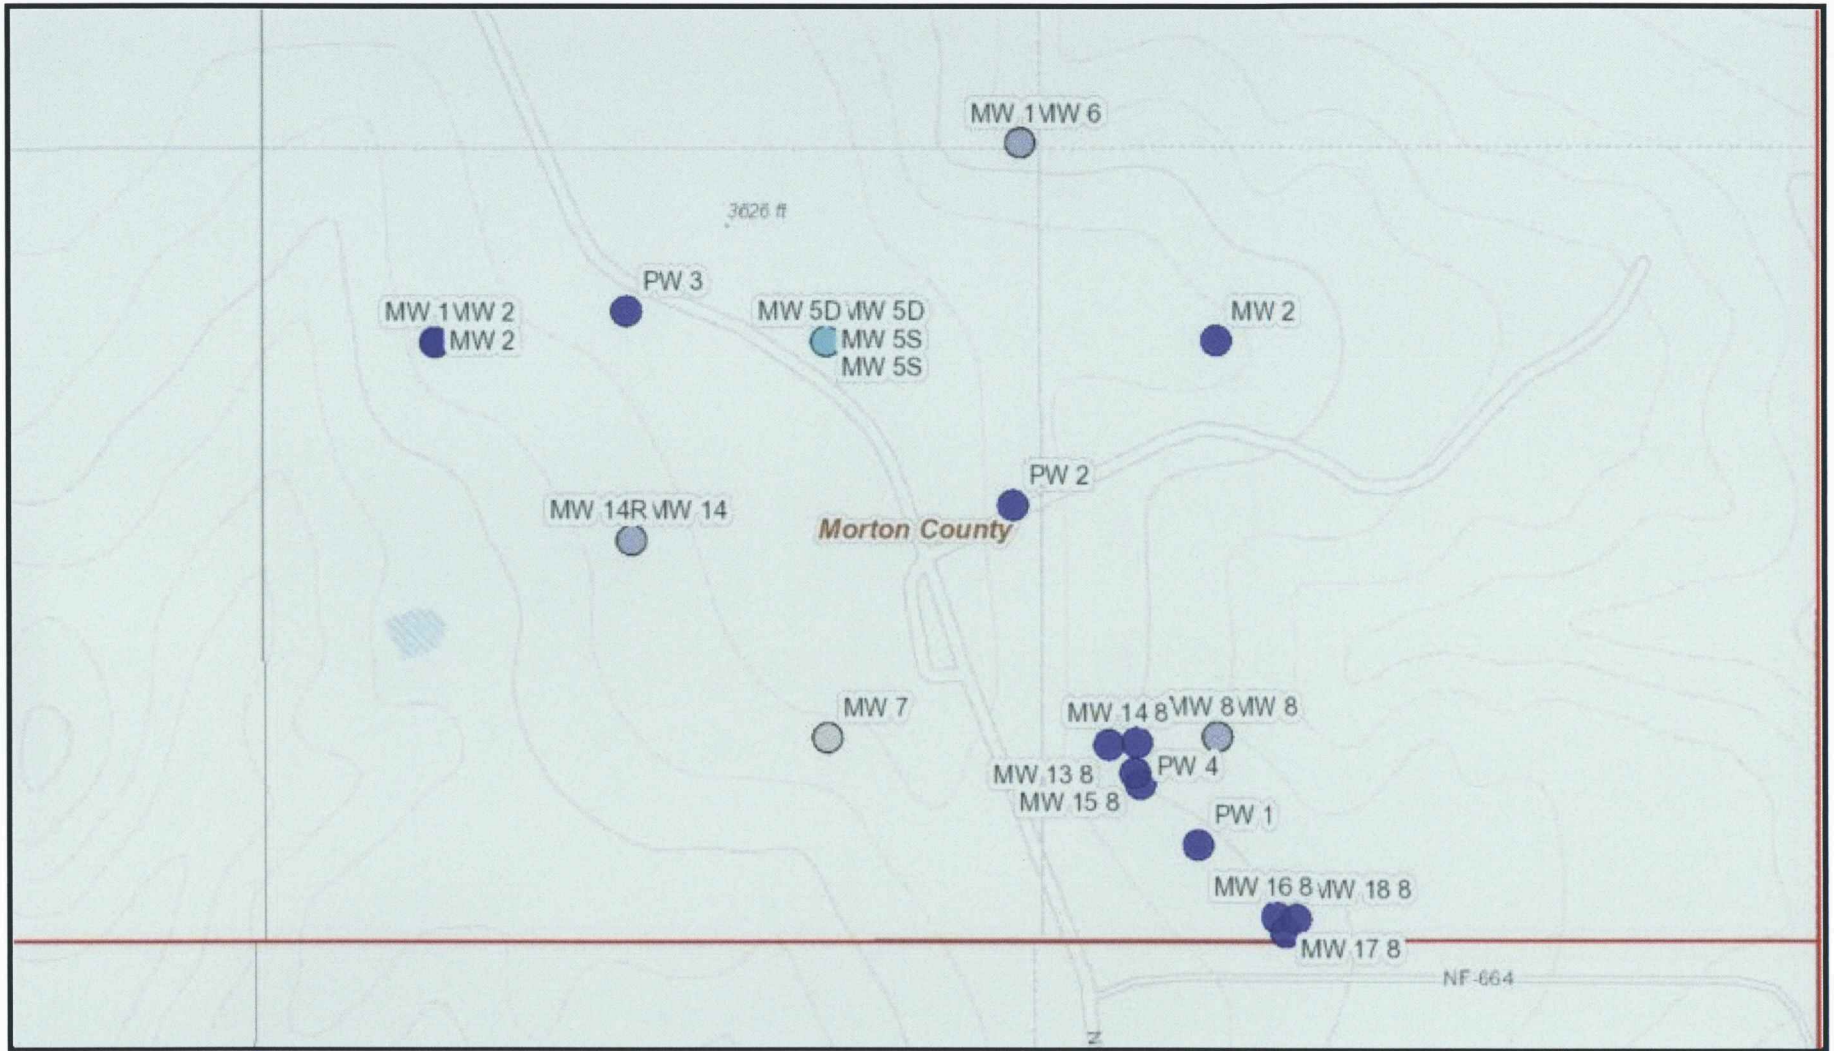 MW 1 MW 6
3626 ft
PW 3
MW 1 MW 2
MW 2
MW 5D MW 5D
MW 5S
MW 5S
MW 2
PW 2
MW 14R MW 14
Morton County
MW 7
MW 14 8 MW 8 MW 8
PW 4
MW 13 8
MW 15 8
PW 1
MW 16 8 MW 18 8
MW 17 8
NF-664
N